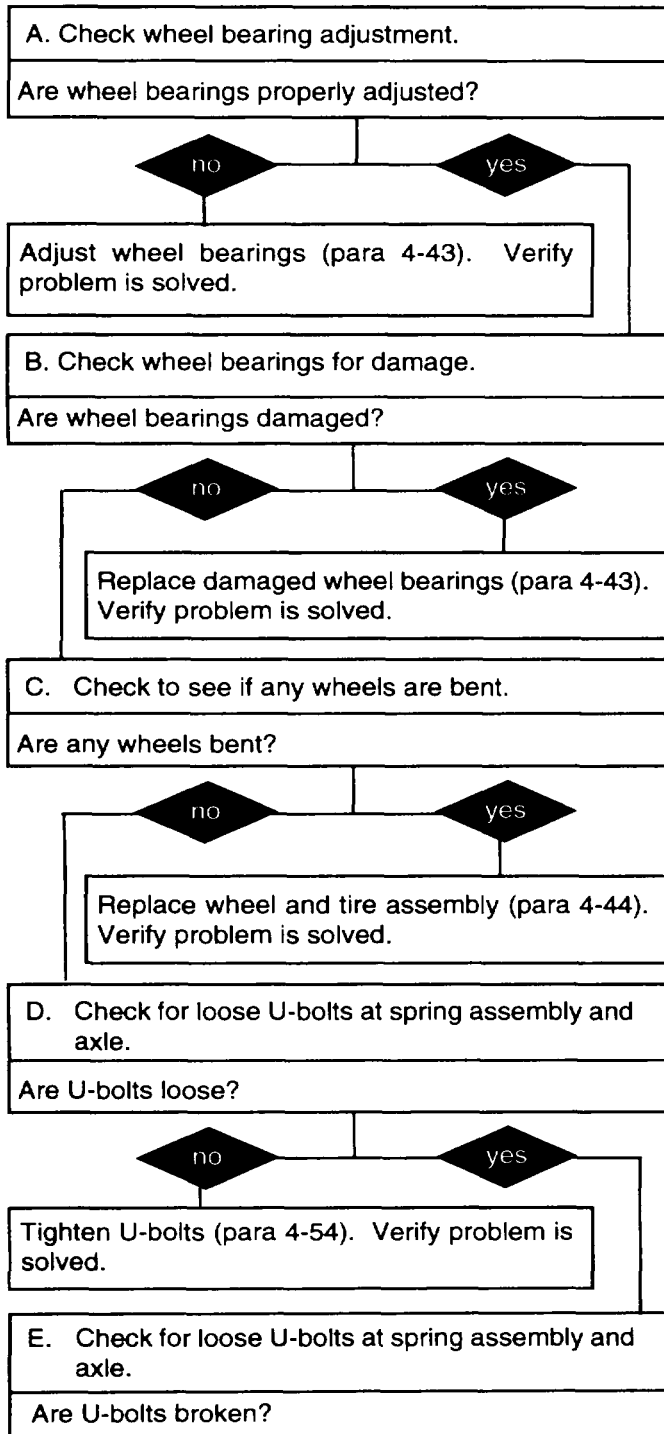 A. Check wheel bearing adjustment.
Are wheel bearings properly adjusted?
no
yes
Adjust wheel bearings (para 4-43). Verify
problem is solved.
B. Check wheel bearings for damage.
Are wheel bearings damaged?
no
yes
Replace damaged wheel bearings (para 4-43).
Verify problem is solved.
C. Check to see if any wheels are bent.
Are any wheels bent?
no
yes
Replace wheel and tire assembly (para 4-44).
Verify problem is solved.
D. Check for loose U-bolts at spring assembly and
axle.
Are U-bolts loose?
no
yes
Tighten U-bolts (para 4-54). Verify problem is
solved.
E. Check for loose U-bolts at spring assembly and
axle.
Are U-bolts broken?